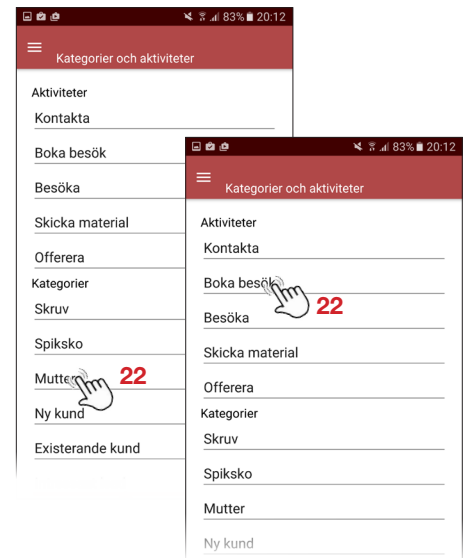 83% 20:12
Kategorier och aktiviteter
Aktiviteter
Kontakta
Boka besök
Besöka
Skicka material
Offerera
Kategorier
Skruv
Spiksko
Mutter
22
Ny kund
Existerande kund
83% 20:12
Kategorier och aktiviteter
Aktiviteter
Kontakta
Boka besök
22
Besöka
Skicka material
Offerera
Kategorier
Skruv
Spiksko
Mutter
Ny kund